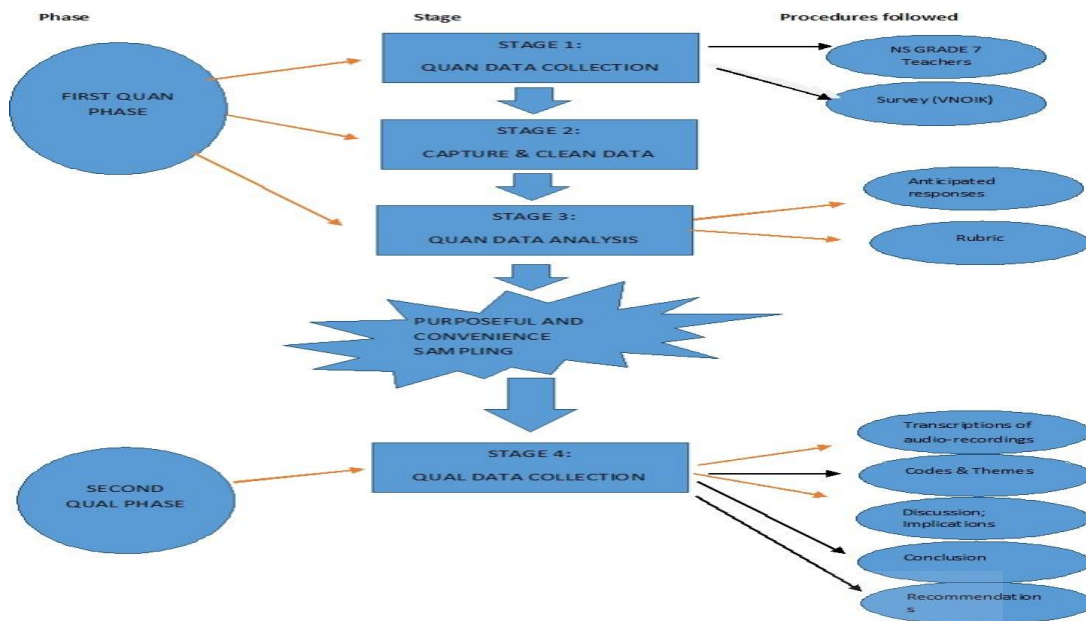 Phase
Stage
Procedures followed
FIRST QUAN
PHASE
STAGE 1:
QUAN DATA COLLECTION
NS GRADE 7
Teachers
Survey (VNOIK)
STAGE 2:
CAPTURE & CLEAN DATA
STAGE 3:
QUAN DATA ANALYSIS
Anticipated
responses
Rubric
PURPOSEFUL AND
CONVENIENCE
SAMPLING
SECOND
QUAL PHASE
STAGE 4:
QUAL DATA COLLECTION
Transcriptions of
audio-recordings
Codes & Themes
Discussion;
Implications
Conclusion
Recommendation
s